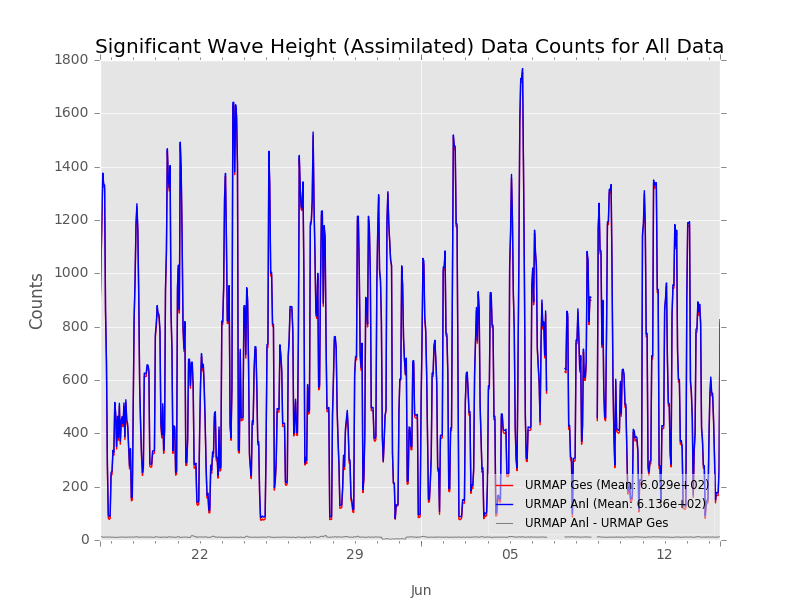 Significant Wave Height (Assimilated) Data Counts for All Data
1800
1600
1400
1200
1000
800
600
400
200
0
Counts
22
29
05
12
Jun
URMAP Ges (Mean: 6.029e+02)
URMAP Anl (Mean: 6.136e+02)
URMAP Anl - URMAP Ges